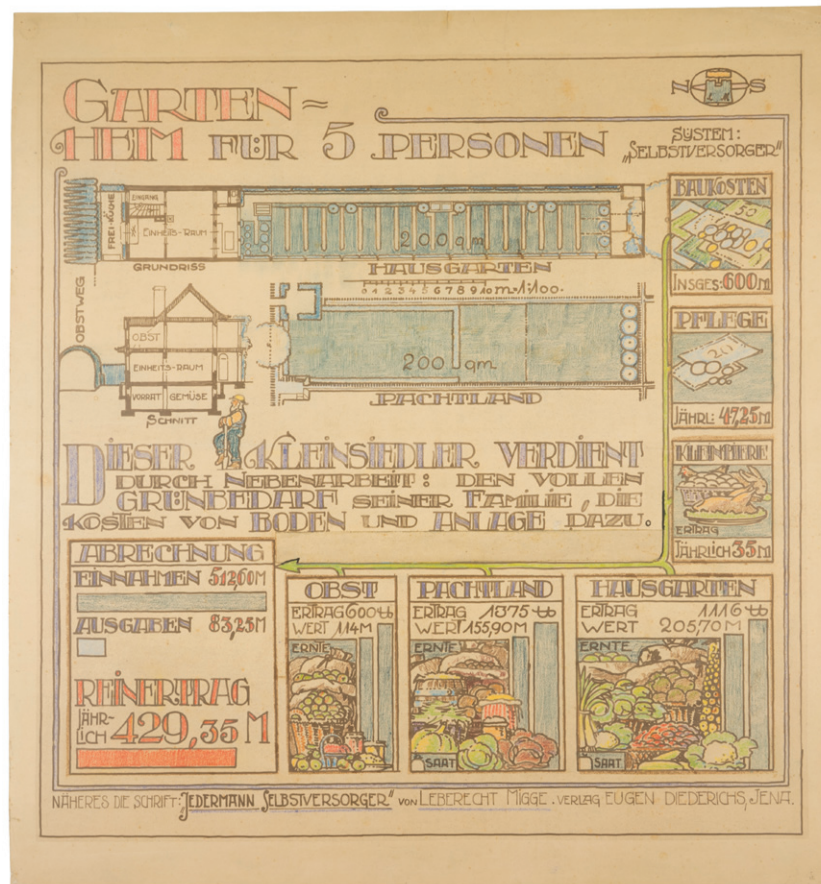 GARTEN=
HEIM FÜR 5 PERSONEN
N S
L M
SYSTEM:
„SELBSTVERSORGER"
FREI-KÜCHE
EINGANG
EINHEITS-RAUM
200 qm
GRUNDRISS
HAUSGARTEN
0 1 2 3 4 5 6 7 8 9 10 m. 1:100.
OBSTWEG
OBST
EINHEITS-RAUM
VORRAT GEMÜSE
SCHNITT
200 qm
PACHTLAND
BAUKOSTEN
50
INSGES: 600 M
PFLEGE
20
JÄHRL: 47,25 M
KLEINTIERE
ERTRAG
JÄHRLICH 35 M
DIESER KLEINSIEDLER VERDIENT
DURCH NEBENARBEIT: DEN VOLLEN
GRÜNBEDARF SEINER FAMILIE, DIE
KOSTEN VON BODEN UND ANLAGE DAZU.
ABRECHNUNG
EINNAHMEN 512,60 M
AUSGABEN 83,25 M
REINERTRAG
JÄHR-
LICH 429,35 M
OBST
ERTRAG 600 ℔
WERT 114 M
ERNTE
PACHTLAND
ERTRAG 1375 ℔
WERT 155,90 M
ERNTE
SAAT
HAUSGARTEN
ERTRAG 1116 ℔
WERT 205,70 M
ERNTE
SAAT
NÄHERES DIE SCHRIFT: „JEDERMANN SELBSTVERSORGER" VON LEBERECHT MIGGE. VERLAG EUGEN DIEDERICHS, JENA.